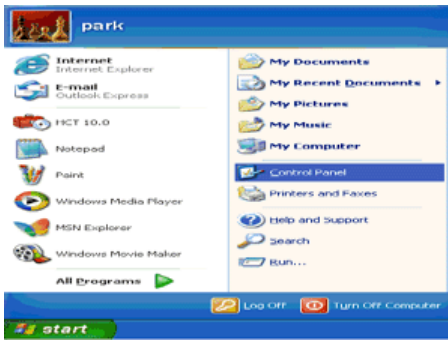 park
Internet
Internet Explorer
E-mail
Outlook Express
HCT 10.0
Notepad
Paint
Windows Media Player
MSN Explorer
Windows Movie Maker
All Programs
My Documents
My Recent Documents
My Pictures
My Music
My Computer
Control Panel
Printers and Faxes
Help and Support
Search
Run...
Log Off
Turn Off Computer
start